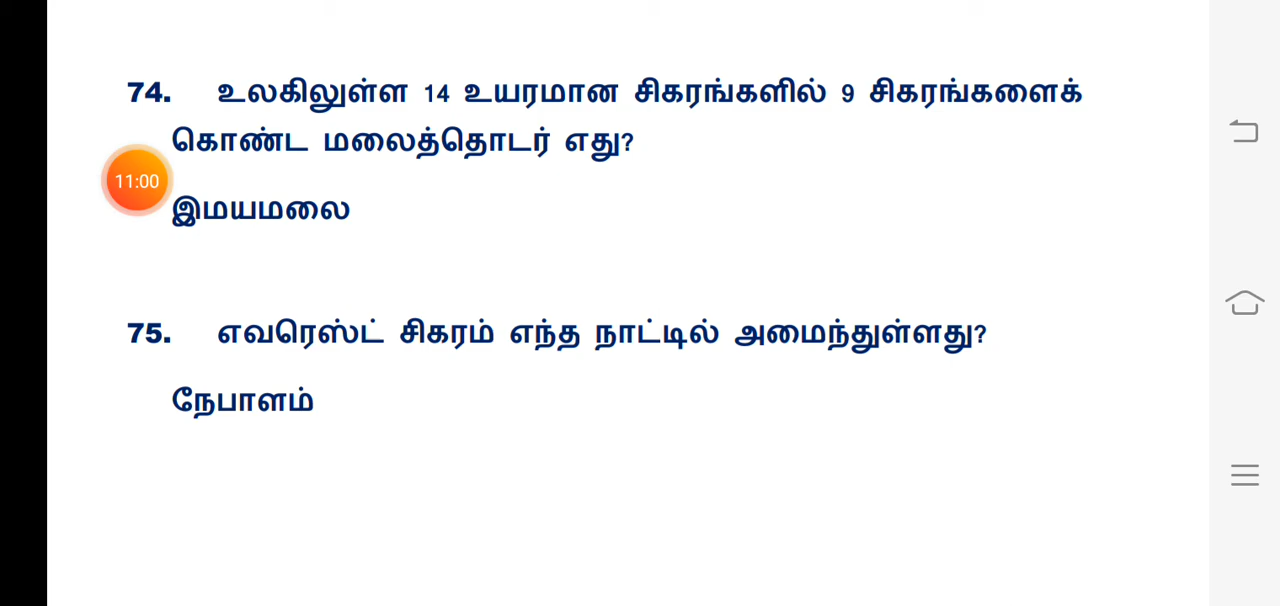 74. உலகிலுள்ள 14 உயரமான சிகரங்களில் 9 சிகரங்களைக்
கொண்ட மலைத்தொடர் எது?
11:00
இமயமலை
75. எவரெஸ்ட் சிகரம் எந்த நாட்டில் அமைந்துள்ளது?
நேபாளம்